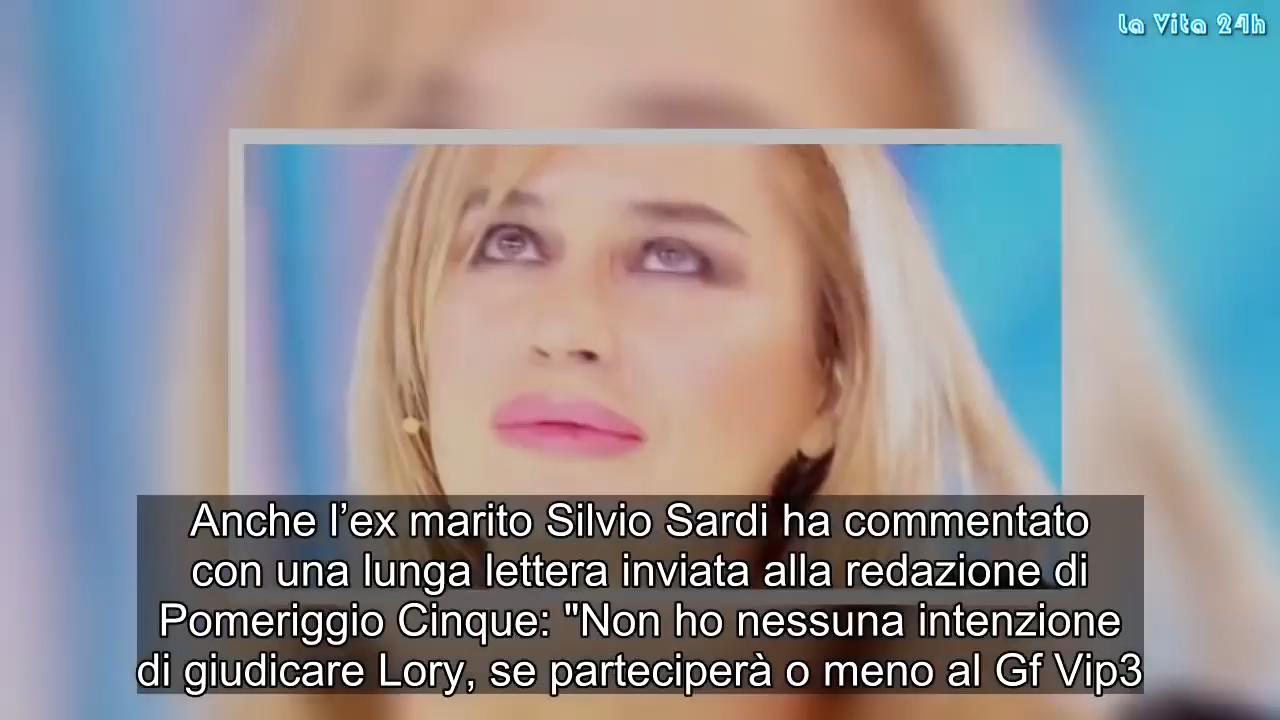 La Vita 24h
Anche l’ex marito Silvio Sardi ha commentato
con una lunga lettera inviata alla redazione di
Pomeriggio Cinque: "Non ho nessuna intenzione
di giudicare Lory, se parteciperà o meno al Gf Vip3